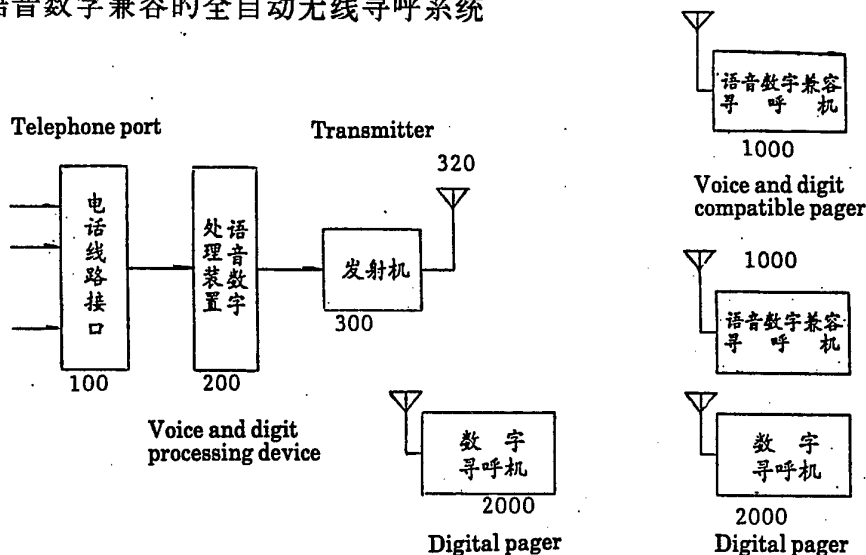 语音数字兼容的全自动无线寻呼系统
Telephone port
Transmitter
320
电话线路接口
100
处理装置
语音数字
200
发射机
300
Voice and digit
processing device
语音数字兼容
寻 呼 机
1000
Voice and digit
compatible pager
1000
语音数字兼容
寻 呼 机
数 字
寻呼机
2000
Digital pager
数 字
寻呼机
2000
Digital pager